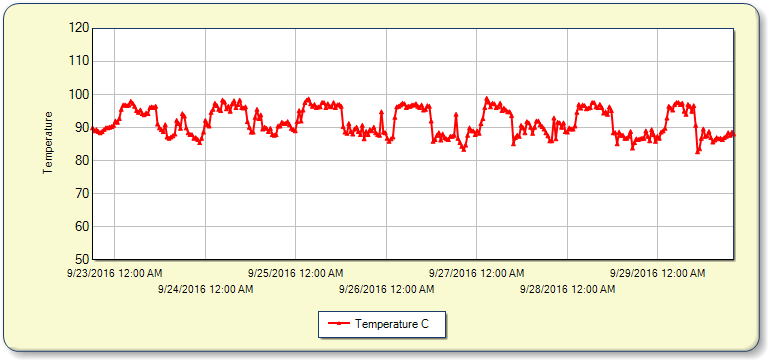 120
110
100
90
80
70
60
50
Temperature
9/23/2016 12:00 AM
9/24/2016 12:00 AM
9/25/2016 12:00 AM
9/26/2016 12:00 AM
9/27/2016 12:00 AM
9/28/2016 12:00 AM
9/29/2016 12:00 AM
Temperature C